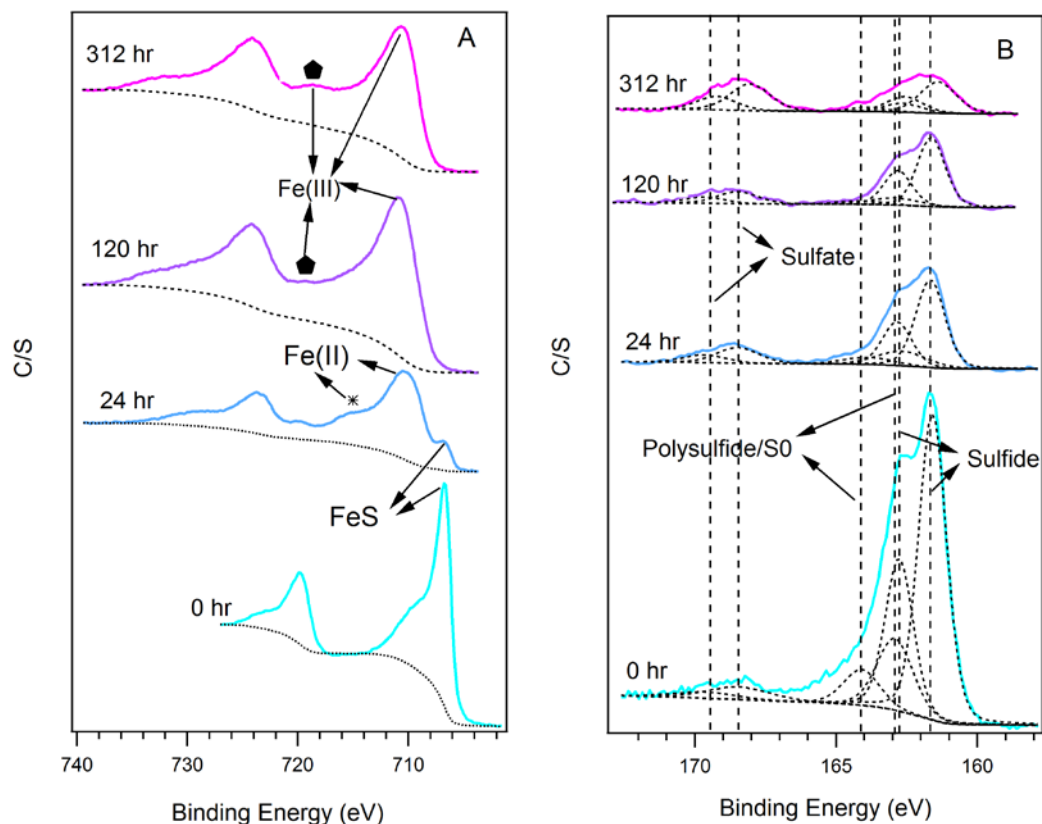 A
312 hr
Fe(III)
120 hr
Fe(II)
*
24 hr
FeS
0 hr
C/S
740
730
720
710
Binding Energy (eV)
B
312 hr
120 hr
Sulfate
24 hr
Polysulfide/S0
Sulfide
0 hr
C/S
170
165
160
Binding Energy (eV)